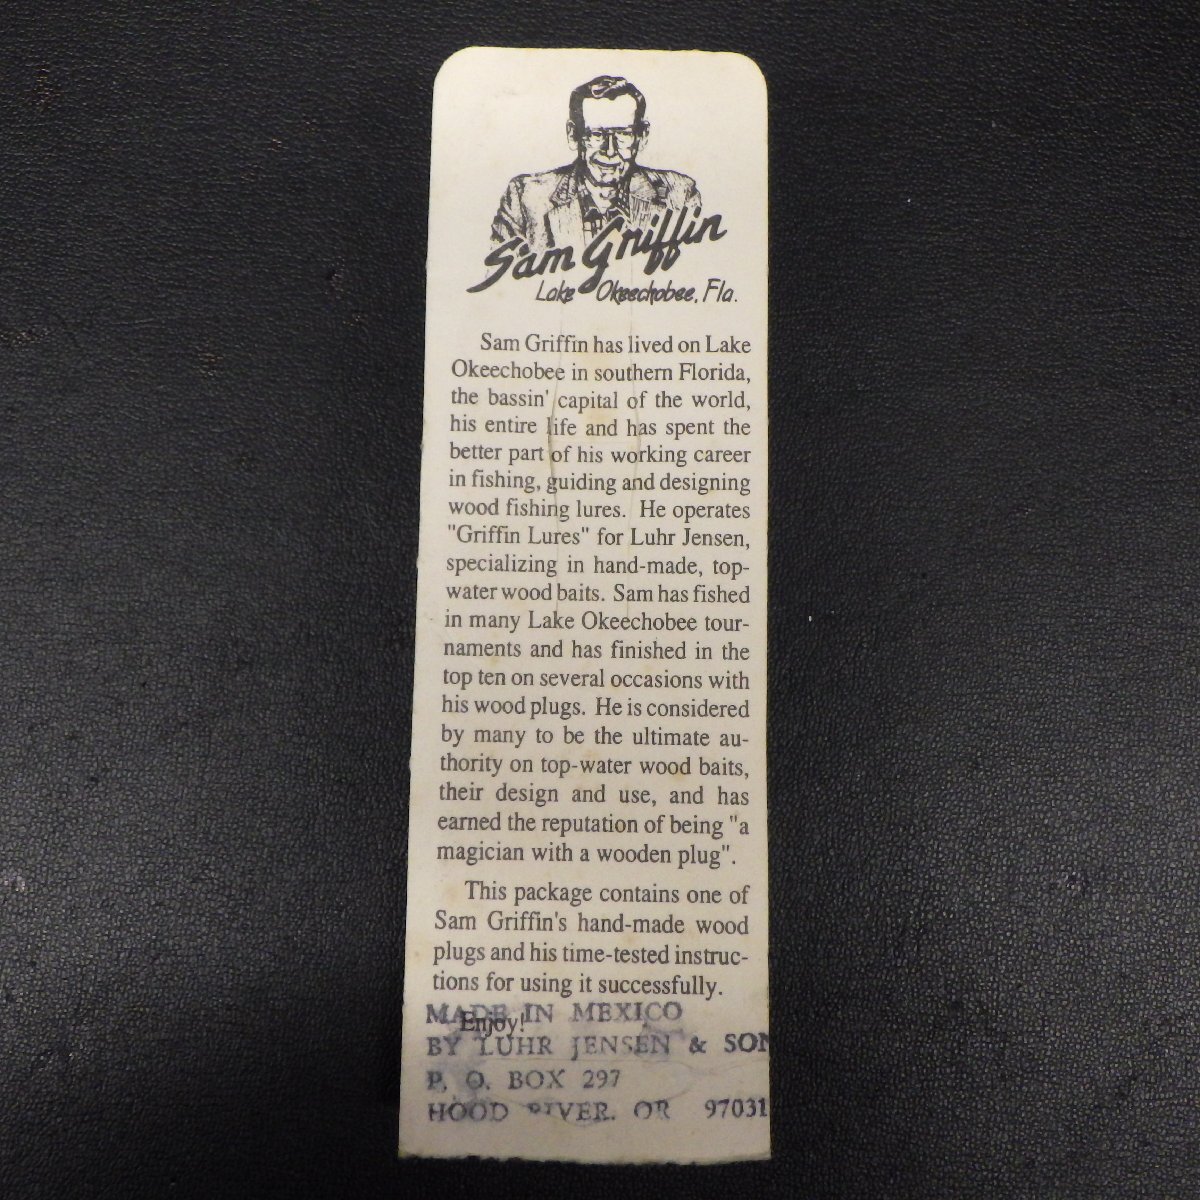 Sam Griffin
Lake Okeechobee, Fla.
Sam Griffin has lived on Lake
Okeechobee in southern Florida,
the bassin' capital of the world,
his entire life and has spent the
better part of his working career
in fishing, guiding and designing
wood fishing lures. He operates
"Griffin Lures" for Luhr Jensen,
specializing in hand-made, top-
water wood baits. Sam has fished
in many Lake Okeechobee tour-
naments and has finished in the
top ten on several occasions with
his wood plugs. He is considered
by many to be the ultimate au-
thority on top-water wood baits,
their design and use, and has
earned the reputation of being "a
magician with a wooden plug".
This package contains one of
Sam Griffin's hand-made wood
plugs and his time-tested instruc-
tions for using it successfully.
Enjoy!
MADE IN MEXICO
BY LUHR JENSEN & SON
P. O. BOX 297
HOOD RIVER, OR 97031